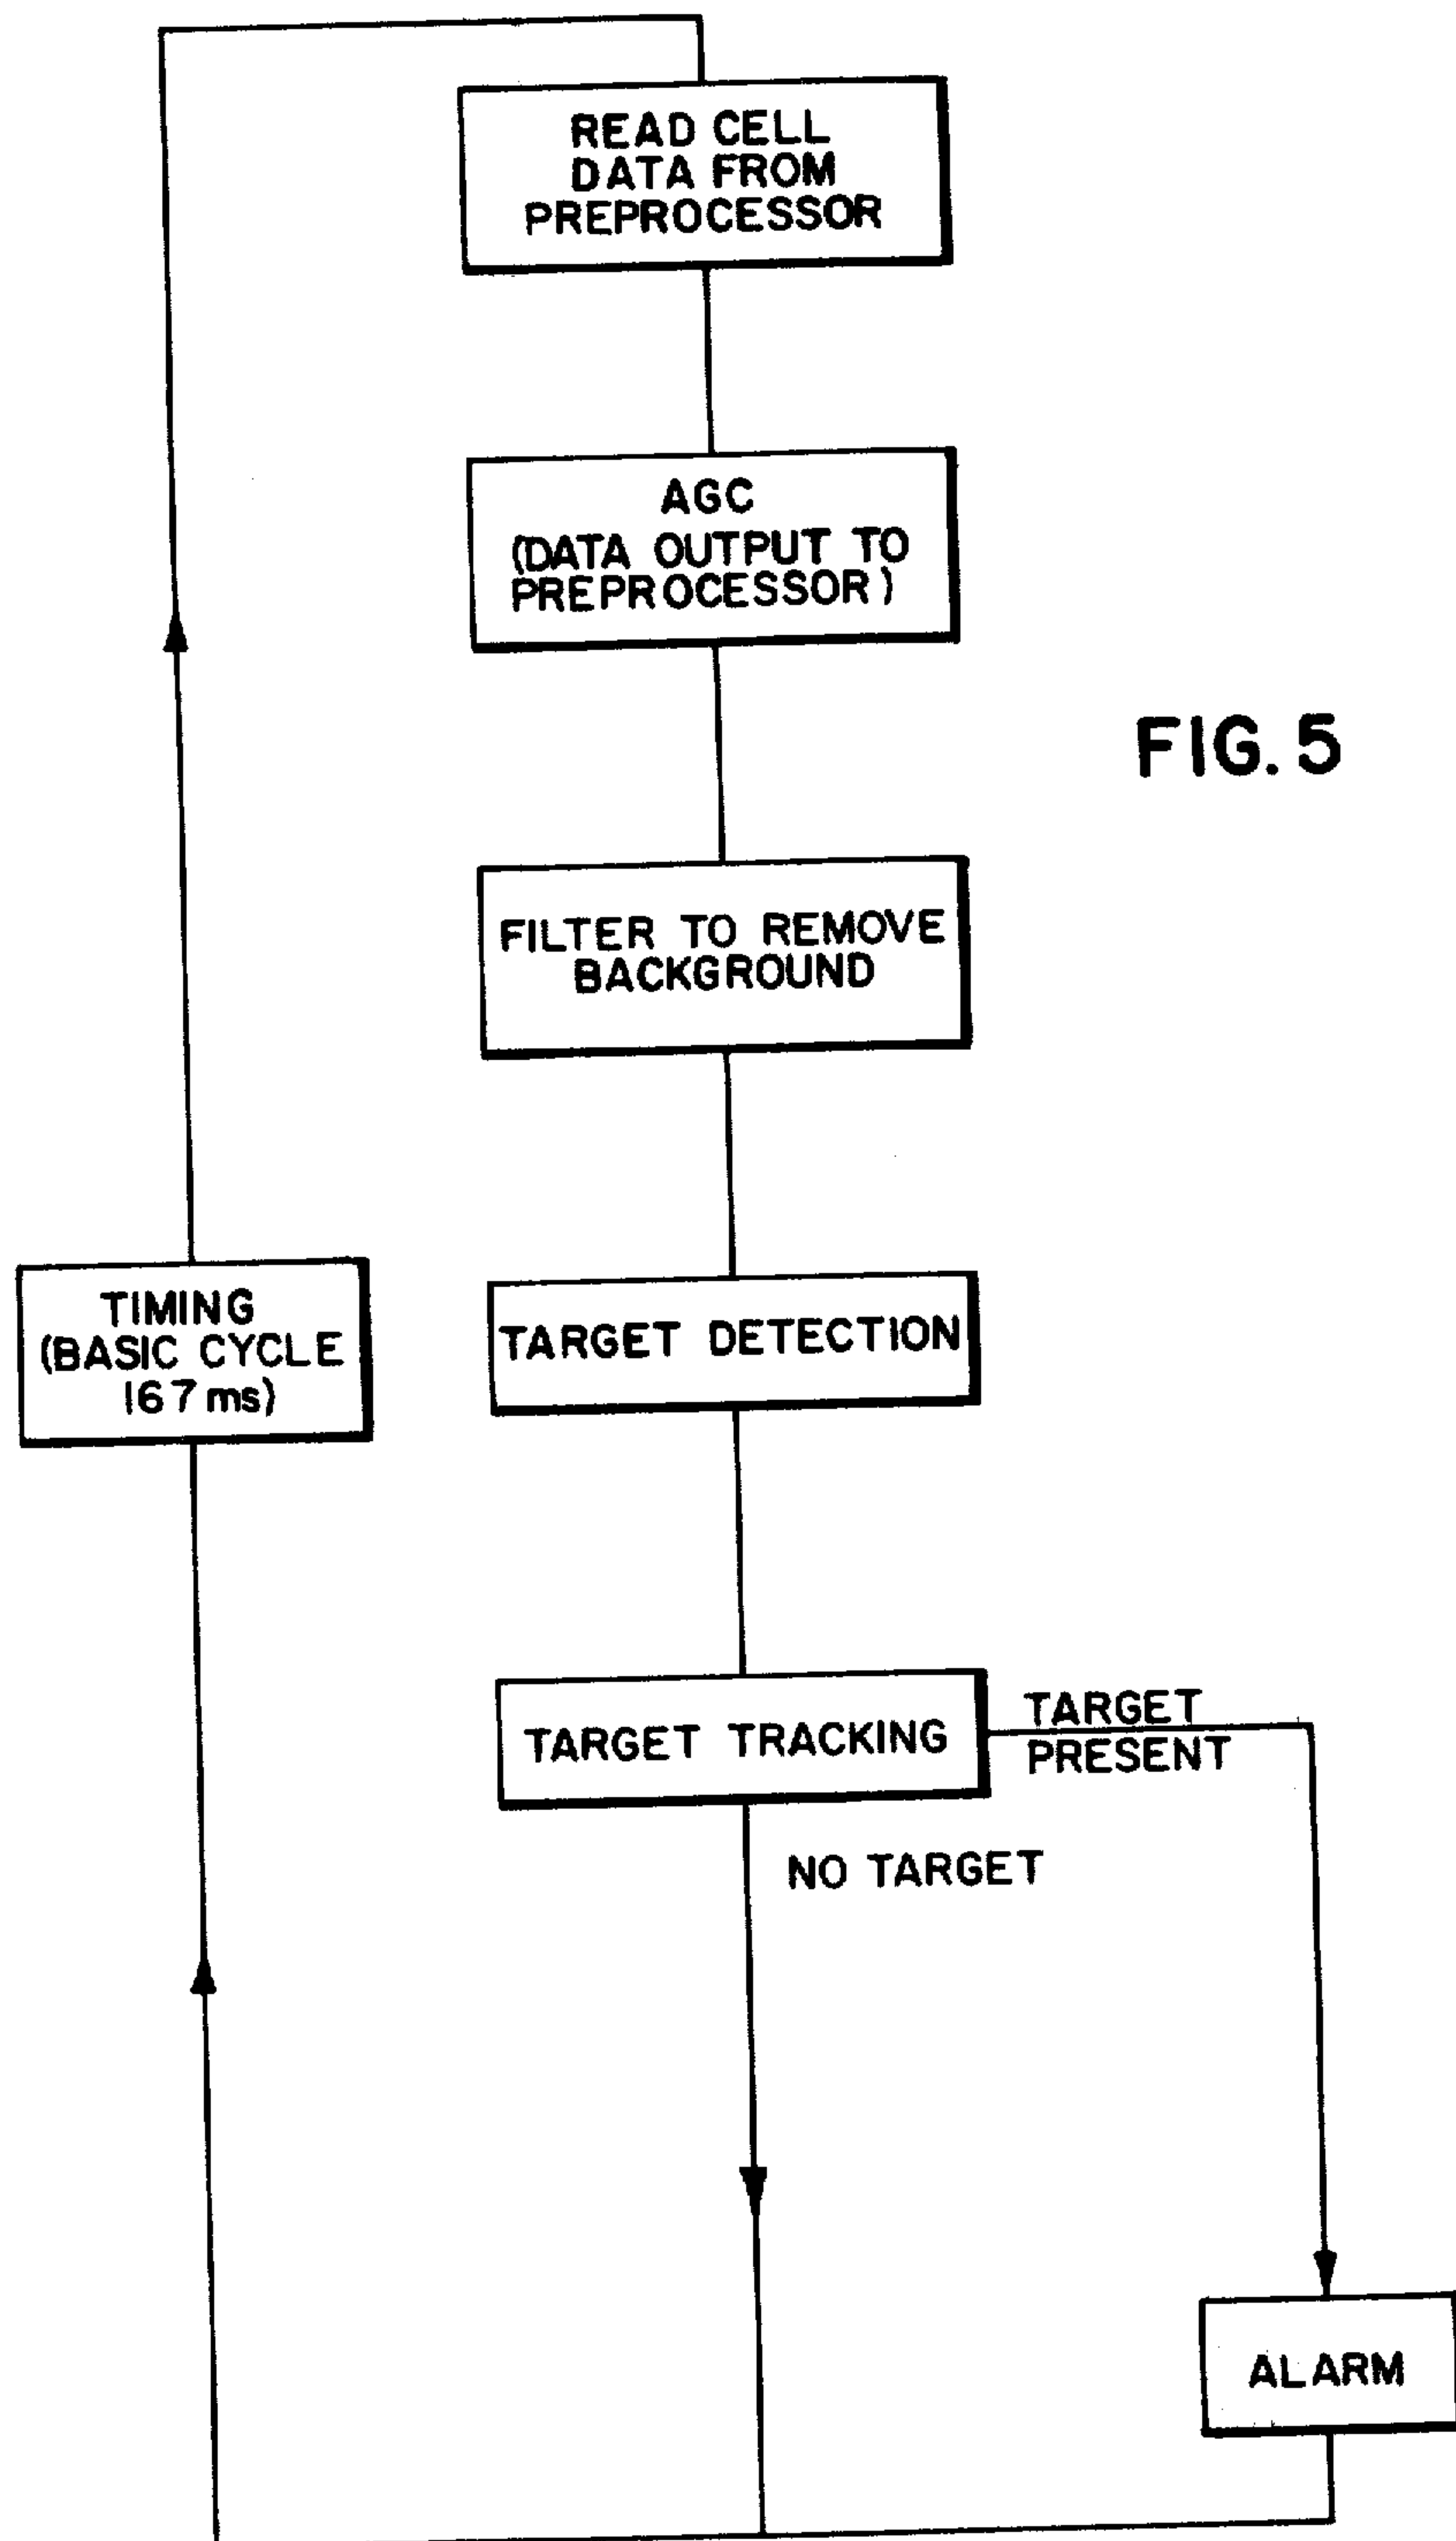 READ CELL
DATA FROM
PREPROCESSOR
AGC
(DATA OUTPUT TO
PREPROCESSOR)
FIG. 5
FILTER TO REMOVE
BACKGROUND
TIMING
(BASIC CYCLE
167 ms)
TARGET DETECTION
TARGET TRACKING
TARGET
PRESENT
NO TARGET
ALARM